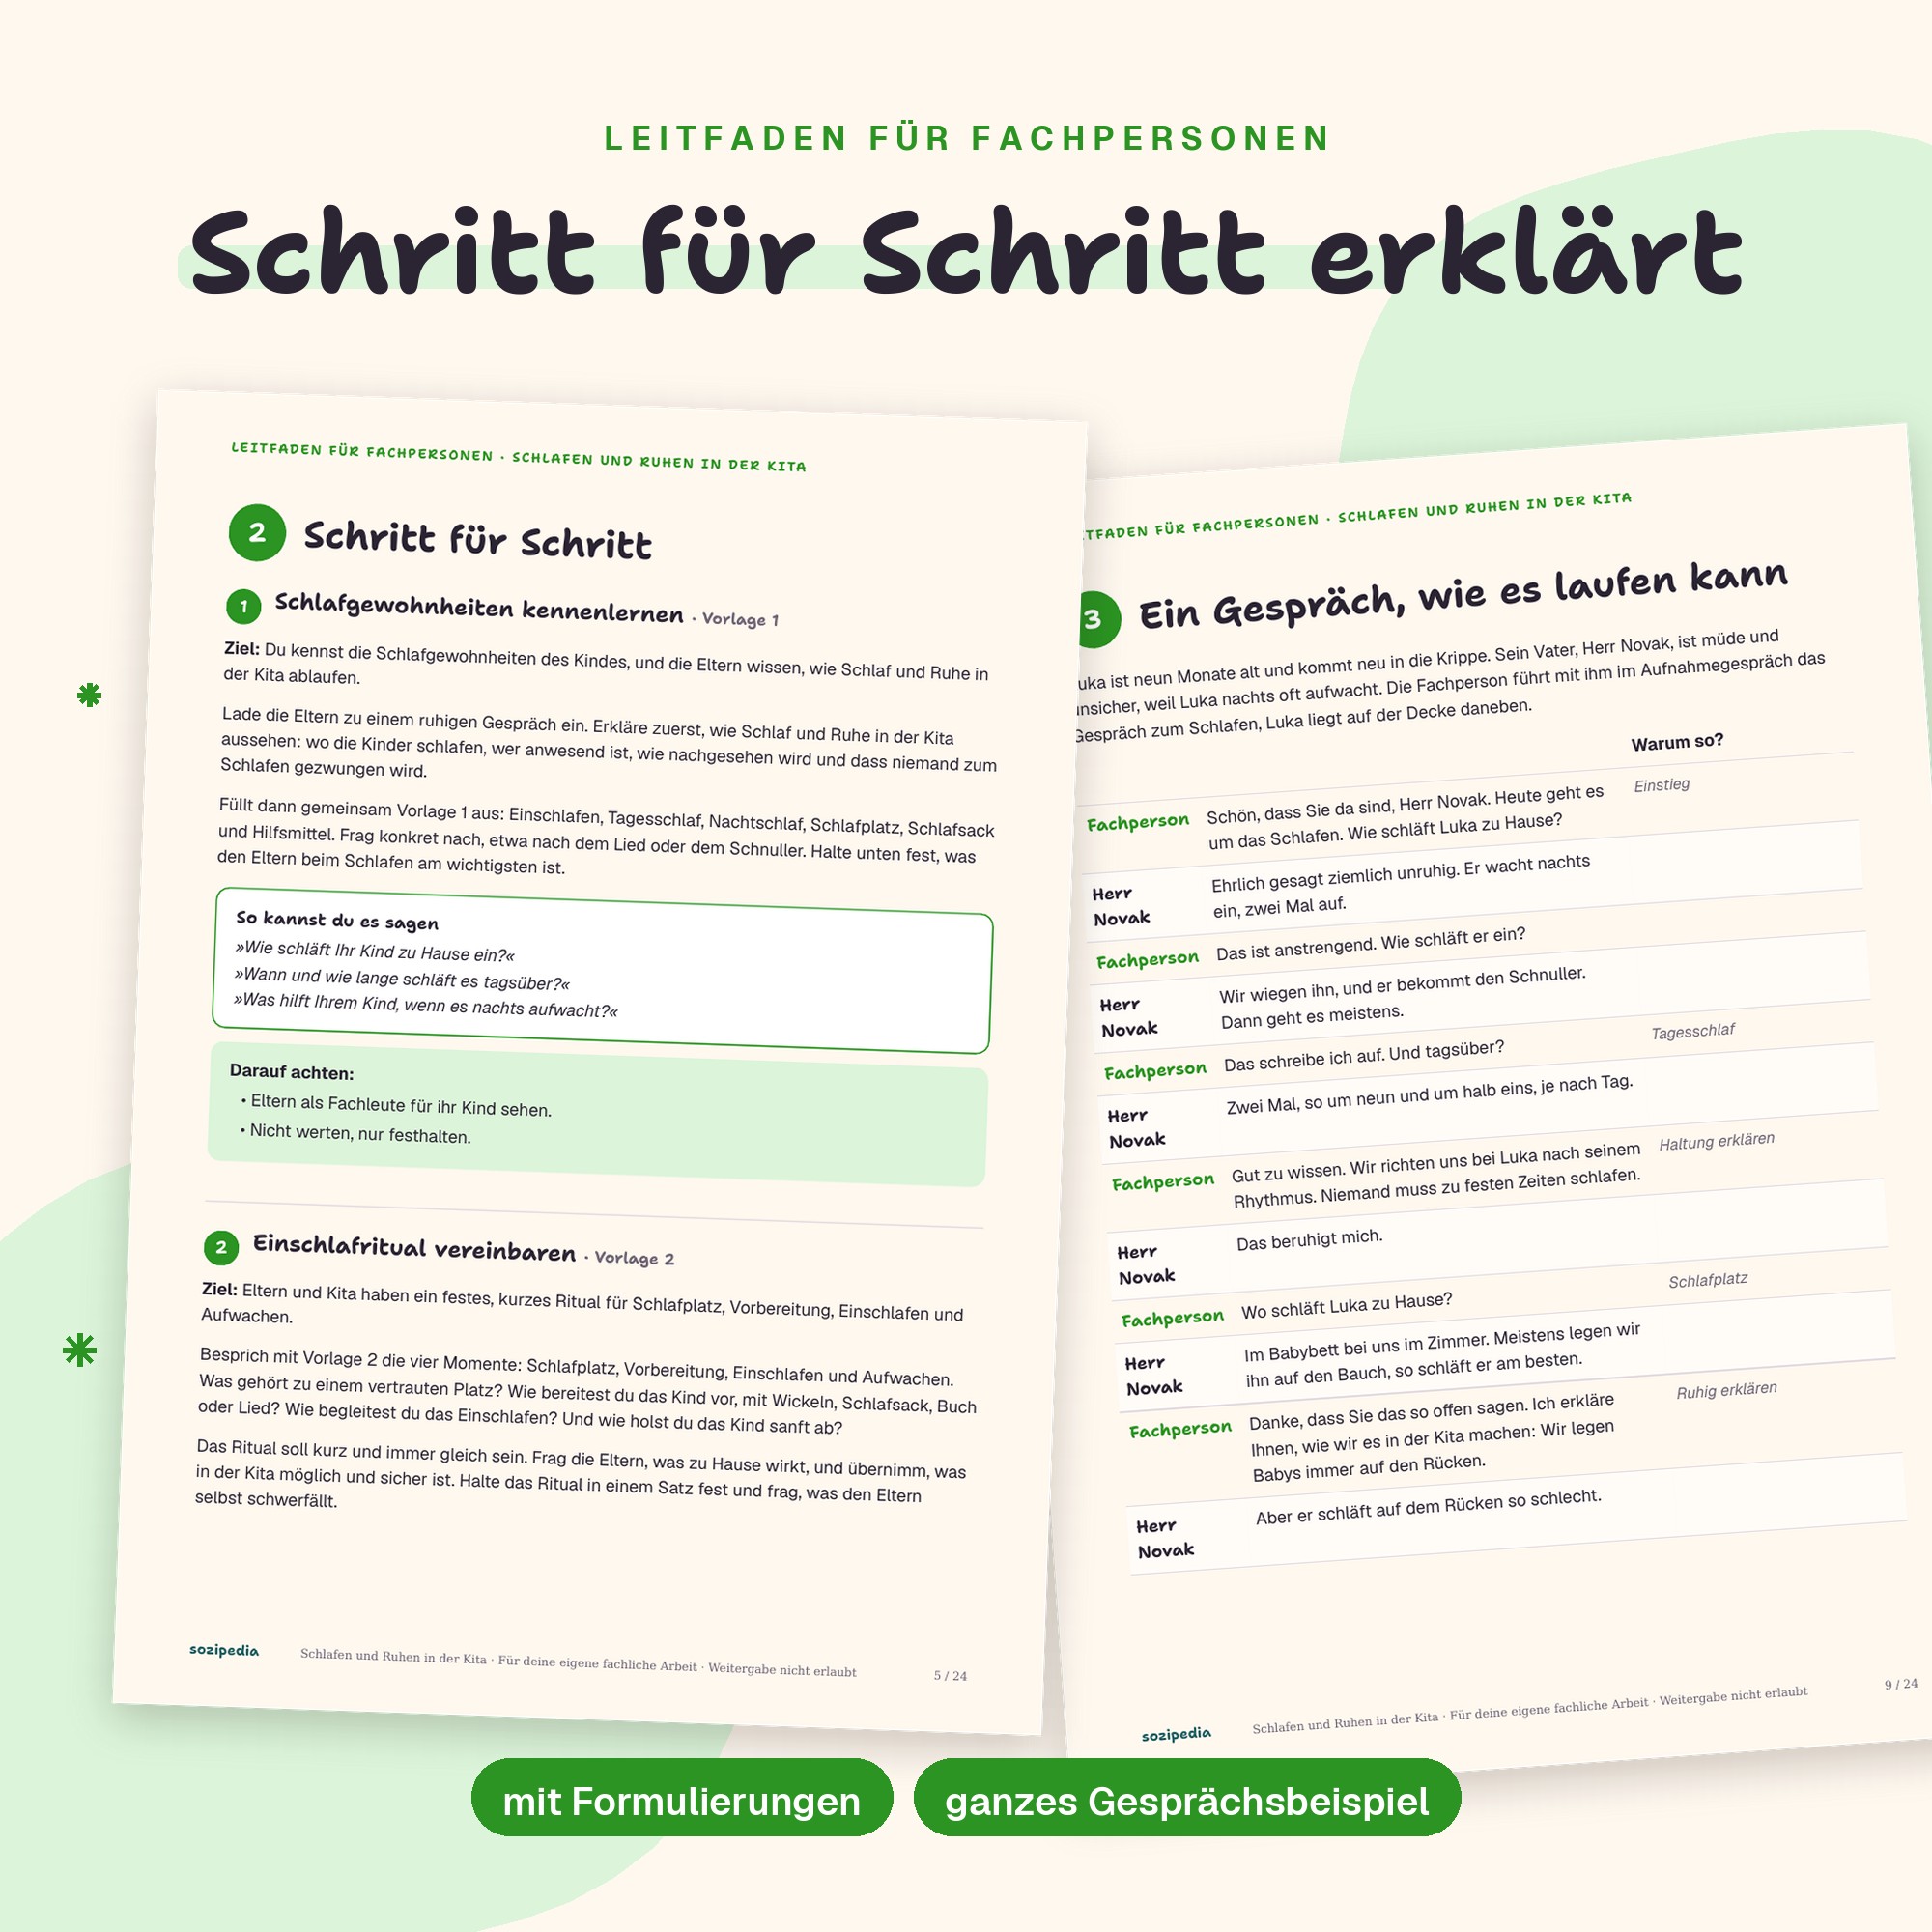 LEITFADEN FÜR FACHPERSONEN
Schritt für Schritt erklärt
LEITFADEN FÜR FACHPERSONEN · SCHLAFEN UND RUHEN IN DER KITA
2 Schritt für Schritt
1 Schlafgewohnheiten kennenlernen · Vorlage 1
Ziel: Du kennst die Schlafgewohnheiten des Kindes, und die Eltern wissen, wie Schlaf und Ruhe in
der Kita ablaufen.
Lade die Eltern zu einem ruhigen Gespräch ein. Erkläre zuerst, wie Schlaf und Ruhe in der Kita
aussehen: wo die Kinder schlafen, wer anwesend ist, wie nachgesehen wird und dass niemand zum
Schlafen gezwungen wird.
Füllt dann gemeinsam Vorlage 1 aus: Einschlafen, Tagesschlaf, Nachtschlaf, Schlafplatz, Schlafsack
und Hilfsmittel. Frag konkret nach, etwa nach dem Lied oder dem Schnuller. Halte unten fest, was
den Eltern beim Schlafen am wichtigsten ist.
So kannst du es sagen
»Wie schläft Ihr Kind zu Hause ein?«
»Wann und wie lange schläft es tagsüber?«
»Was hilft Ihrem Kind, wenn es nachts aufwacht?«
Darauf achten:
• Eltern als Fachleute für ihr Kind sehen.
• Nicht werten, nur festhalten.
2 Einschlafritual vereinbaren · Vorlage 2
Ziel: Eltern und Kita haben ein festes, kurzes Ritual für Schlafplatz, Vorbereitung, Einschlafen und
Aufwachen.
Besprich mit Vorlage 2 die vier Momente: Schlafplatz, Vorbereitung, Einschlafen und Aufwachen.
Was gehört zu einem vertrauten Platz? Wie bereitest du das Kind vor, mit Wickeln, Schlafsack, Buch
oder Lied? Wie begleitest du das Einschlafen? Und wie holst du das Kind sanft ab?
Das Ritual soll kurz und immer gleich sein. Frag die Eltern, was zu Hause wirkt, und übernimm, was
in der Kita möglich und sicher ist. Halte das Ritual in einem Satz fest und frag, was den Eltern
selbst schwerfällt.
sozipedia Schlafen und Ruhen in der Kita · Für deine eigene fachliche Arbeit · Weitergabe nicht erlaubt 5 / 24
TFADEN FÜR FACHPERSONEN · SCHLAFEN UND RUHEN IN DER KITA
3 Ein Gespräch, wie es laufen kann
uka ist neun Monate alt und kommt neu in die Krippe. Sein Vater, Herr Novak, ist müde und
nsicher, weil Luka nachts oft aufwacht. Die Fachperson führt mit ihm im Aufnahmegespräch das
Gespräch zum Schlafen, Luka liegt auf der Decke daneben.
Warum so?
Fachperson Schön, dass Sie da sind, Herr Novak. Heute geht es Einstieg
um das Schlafen. Wie schläft Luka zu Hause?
Herr Ehrlich gesagt ziemlich unruhig. Er wacht nachts
Novak ein, zwei Mal auf.
Fachperson Das ist anstrengend. Wie schläft er ein?
Herr Wir wiegen ihn, und er bekommt den Schnuller.
Novak Dann geht es meistens.
Fachperson Das schreibe ich auf. Und tagsüber? Tagesschlaf
Herr Zwei Mal, so um neun und um halb eins, je nach Tag.
Novak
Fachperson Gut zu wissen. Wir richten uns bei Luka nach seinem Haltung erklären
Rhythmus. Niemand muss zu festen Zeiten schlafen.
Herr Das beruhigt mich.
Novak
Fachperson Wo schläft Luka zu Hause? Schlafplatz
Herr Im Babybett bei uns im Zimmer. Meistens legen wir
Novak ihn auf den Bauch, so schläft er am besten.
Fachperson Danke, dass Sie das so offen sagen. Ich erkläre Ruhig erklären
Ihnen, wie wir es in der Kita machen: Wir legen
Babys immer auf den Rücken.
Herr Aber er schläft auf dem Rücken so schlecht.
Novak
sozipedia Schlafen und Ruhen in der Kita · Für deine eigene fachliche Arbeit · Weitergabe nicht erlaubt 9 / 24
mit Formulierungen
ganzes Gesprächsbeispiel